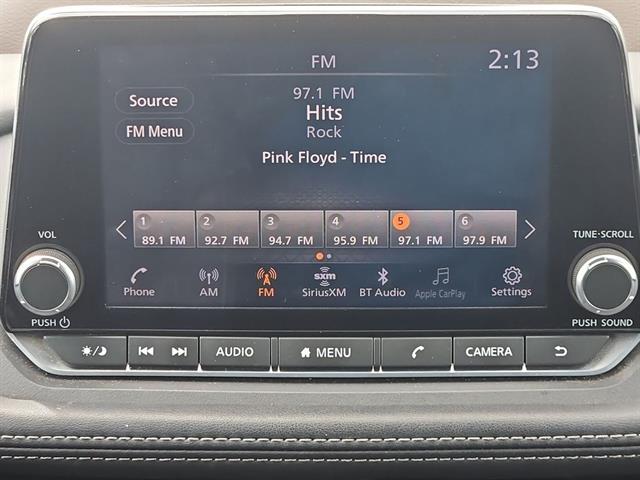 FM
2:13
Source
97.1 FM
Hits
FM Menu
Rock
Pink Floyd - Time
1 2 3 4 5 6
89.1 FM 92.7 FM 94.7 FM 95.9 FM 97.1 FM 97.9 FM
VOL
TUNE·SCROLL
A
sxm
Phone AM FM SiriusXM BT Audio Apple CarPlay Settings
PUSH
PUSH SOUND
AUDIO MENU CAMERA